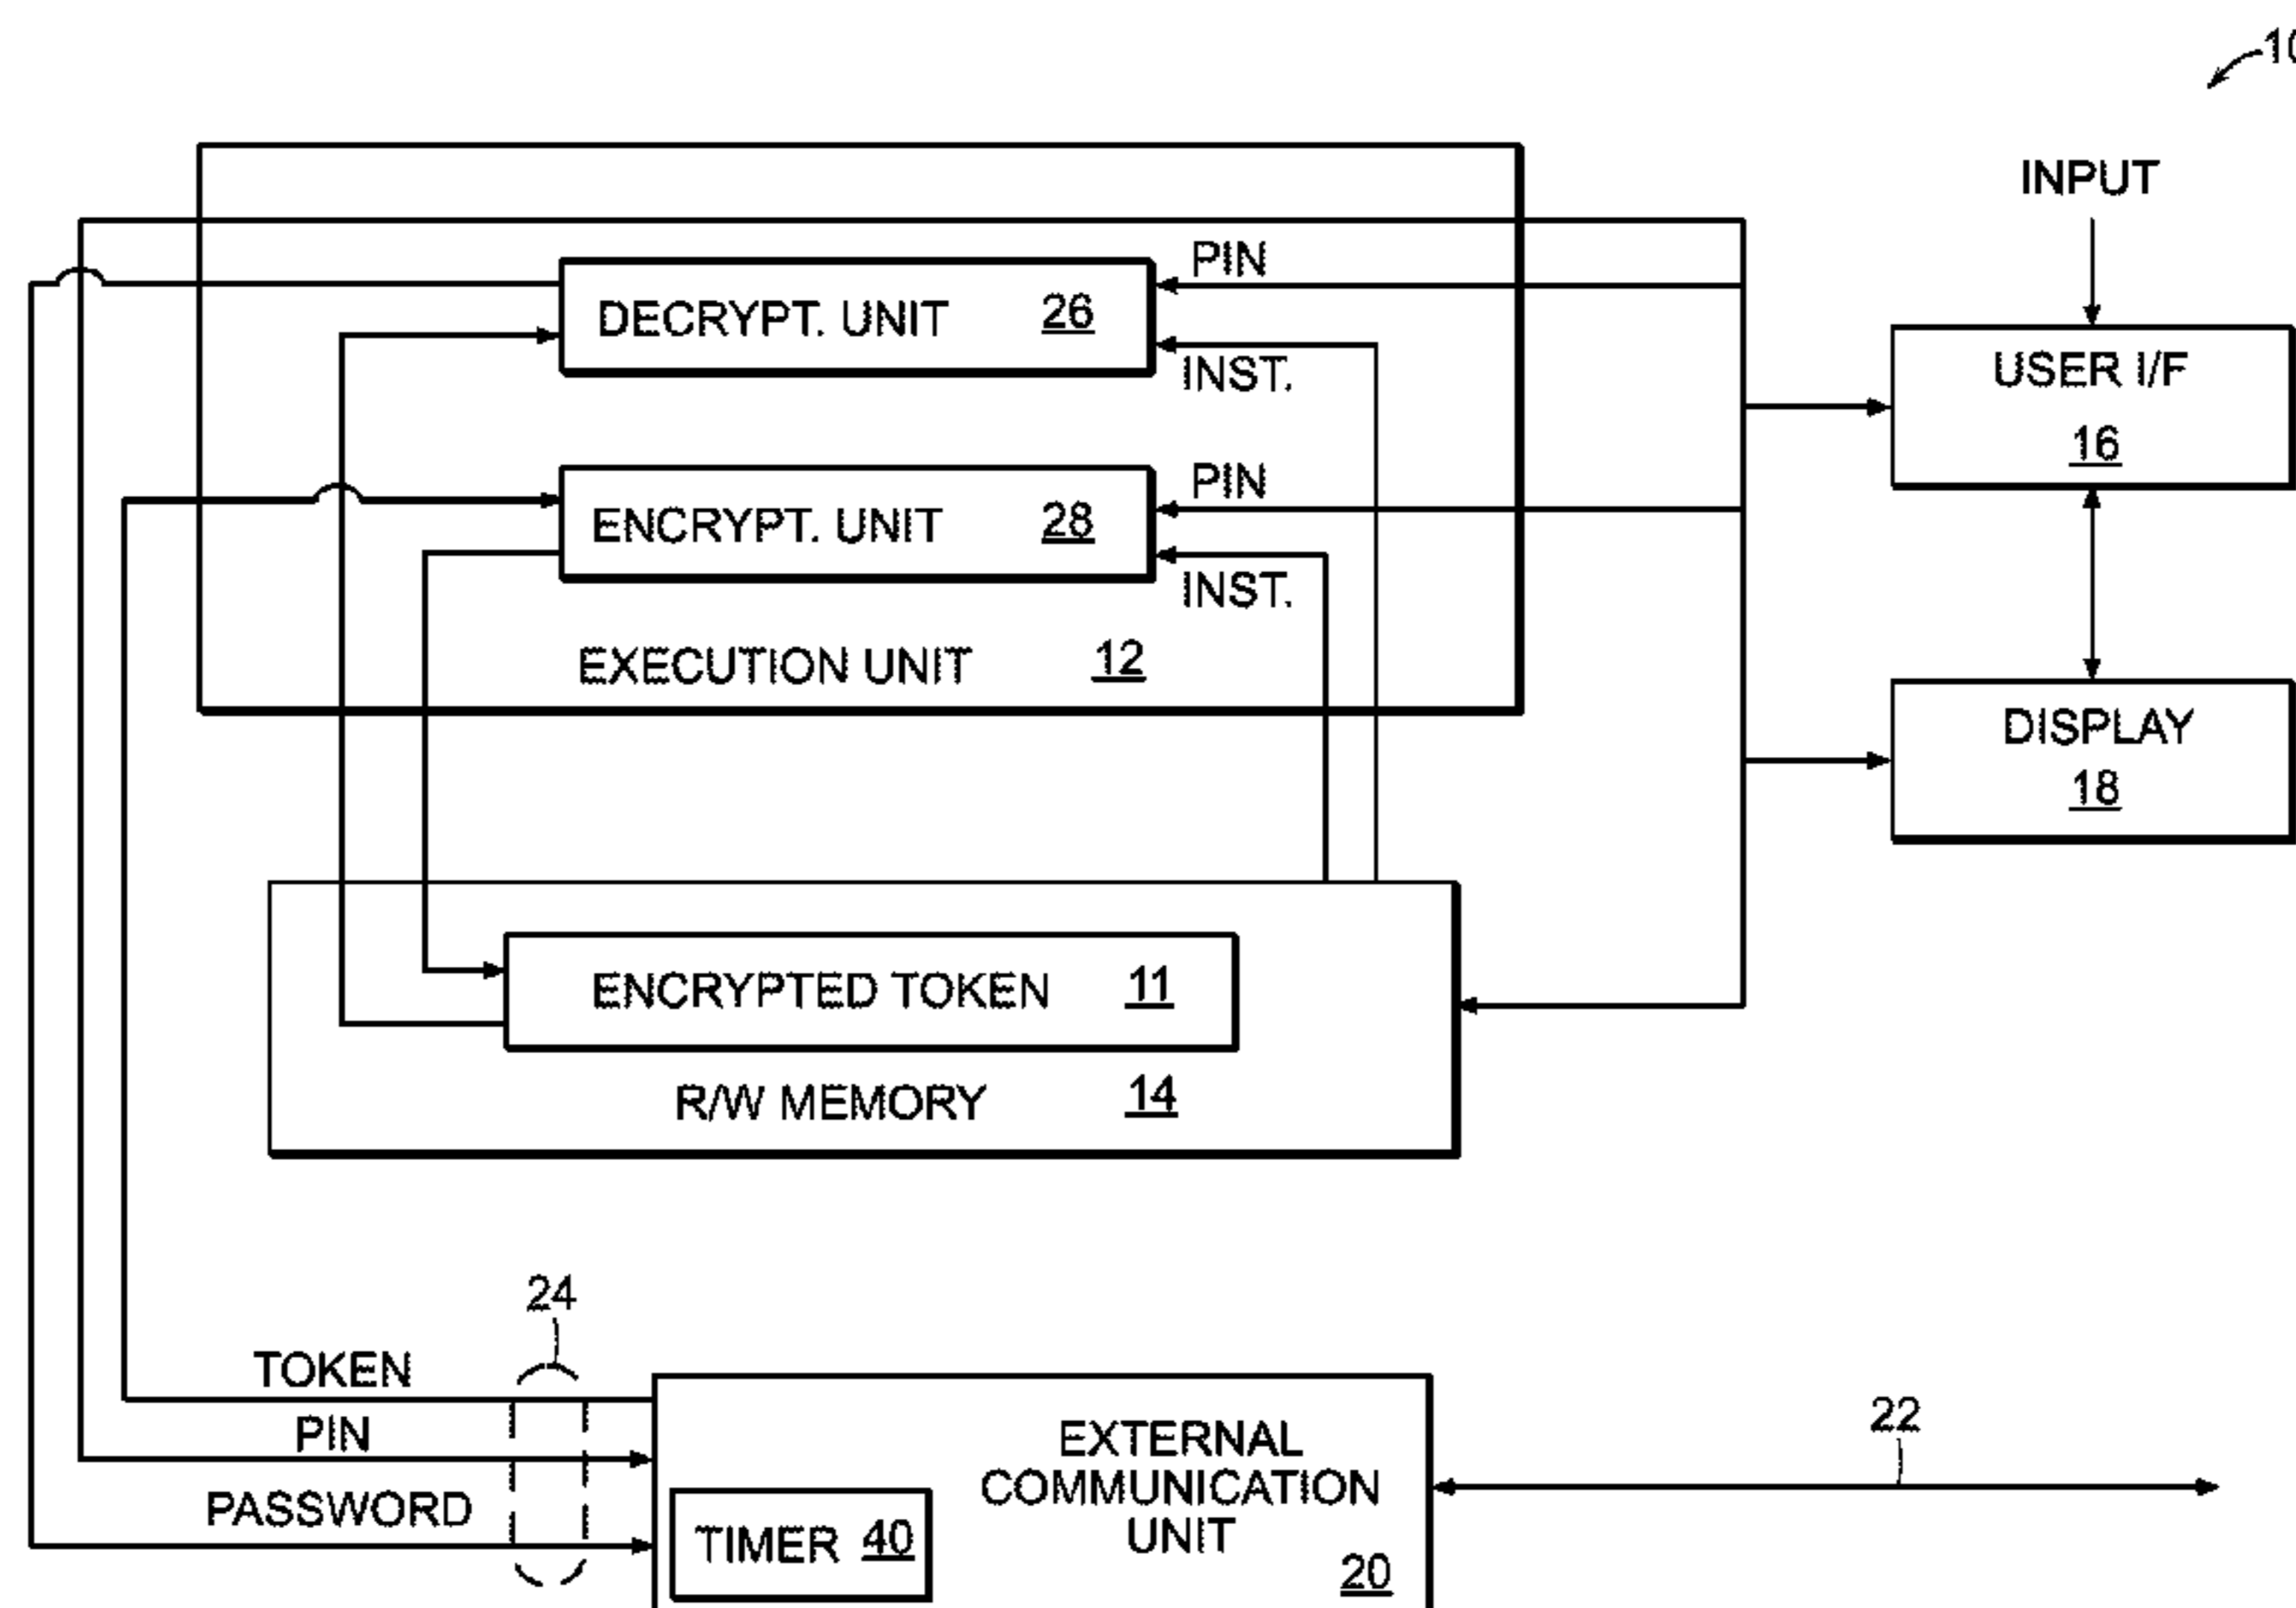 10
INPUT
PIN
DECRYPT. UNIT 26
INST.
USER I/F
16
PIN
ENCRYPT. UNIT 28
INST.
EXECUTION UNIT 12
DISPLAY
18
ENCRYPTED TOKEN 11
R/W MEMORY 14
24
TOKEN
PIN
PASSWORD
EXTERNAL
COMMUNICATION
UNIT
20
TIMER 40
22